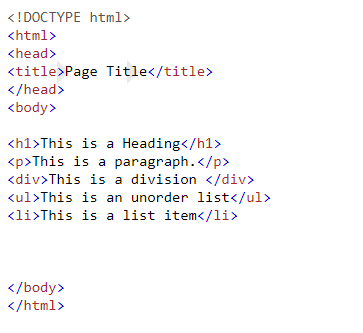 <!DOCTYPE html>
<html>
<head>
<title>Page Title</title>
</head>
<body>
<h1>This is a Heading</h1>
<p>This is a paragraph.</p>
<div>This is a division </div>
<ul>This is an unorder list</ul>
<li>This is a list item</li>
</body>
</html>